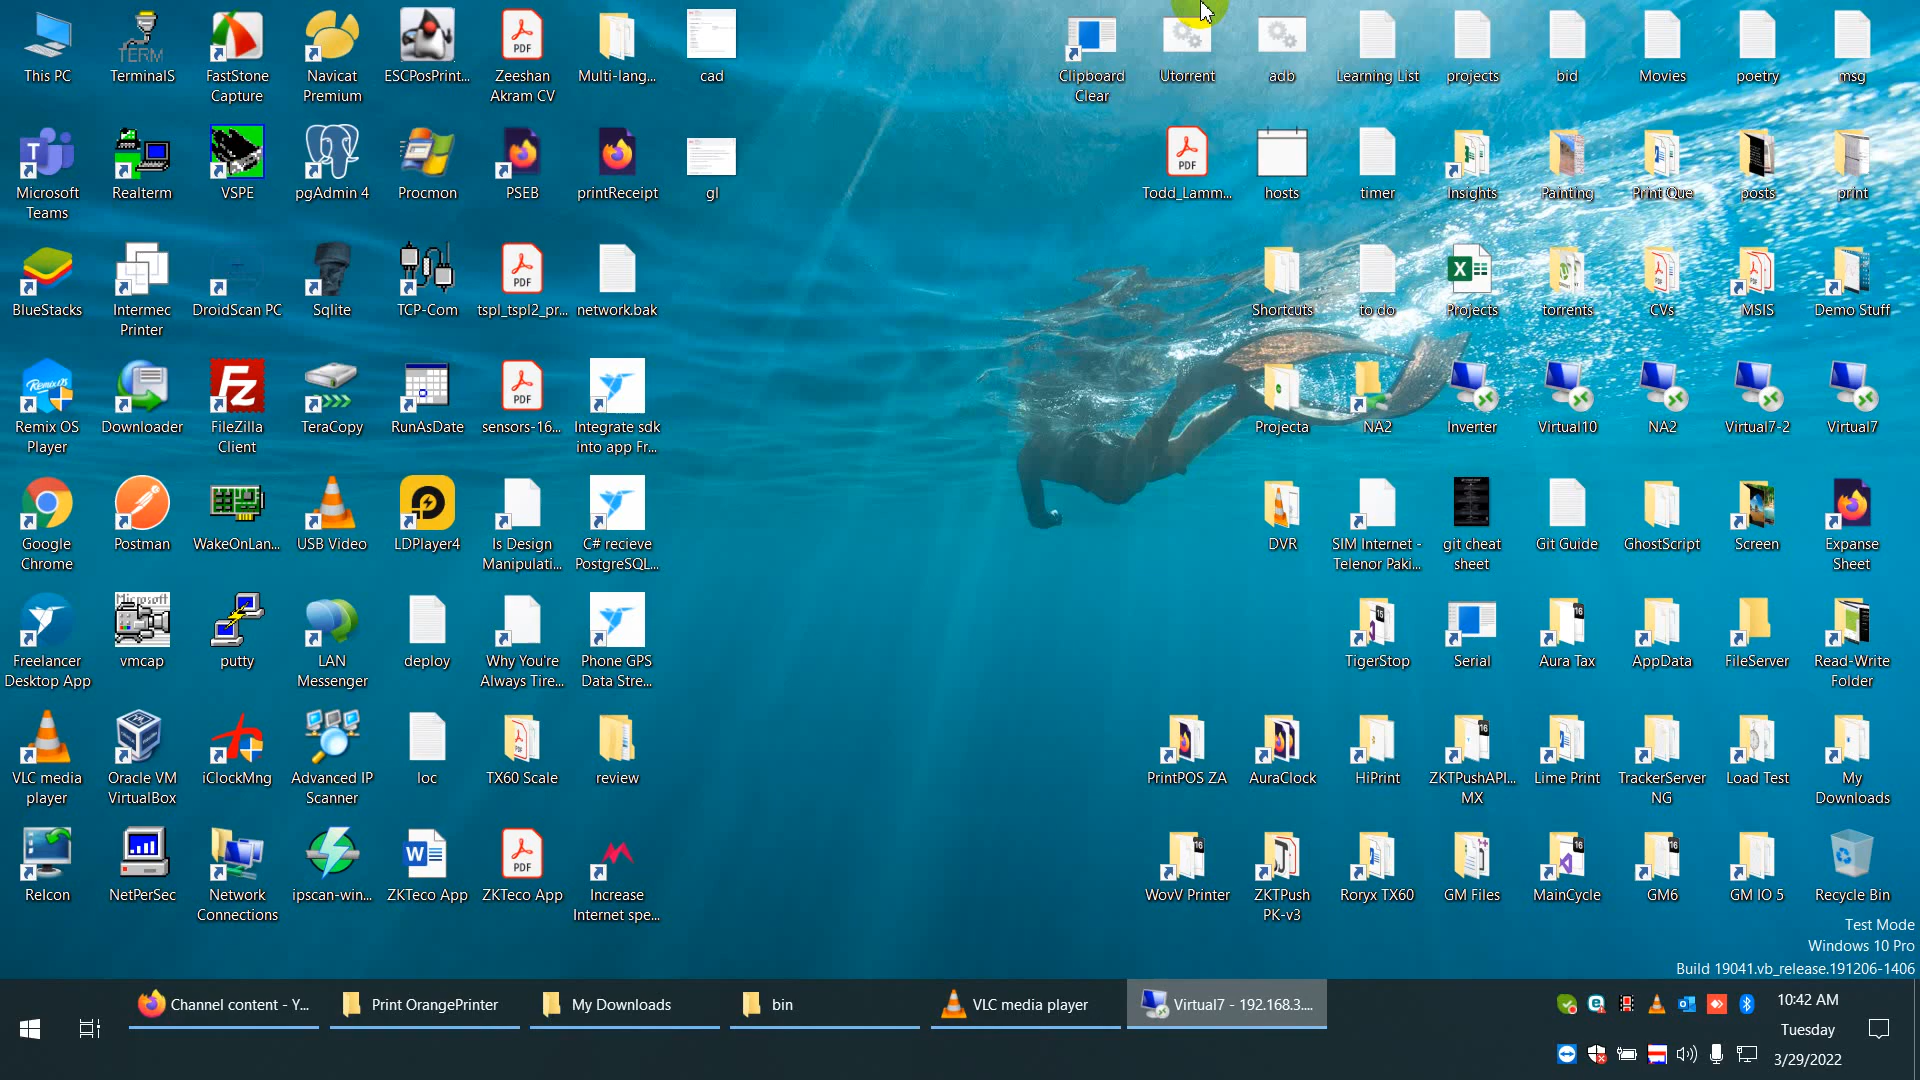 This PC
TerminalS
FastStone
Capture
Navicat
Premium
ESCPosPrint...
Zeeshan
Akram CV
Multi-lang...
cad
Clipboard
Clear
Utorrent
adb
Learning List
projects
bid
Movies
poetry
msg
Microsoft
Teams
Realterm
VSPE
pgAdmin 4
Procmon
PSEB
printReceipt
gl
Todd_Lamm...
hosts
timer
Insights
Painting
Print Que
posts
print
BlueStacks
Intermec
Printer
DroidScan PC
Sqlite
TCP-Com
tspl_tspl2_pr...
network.bak
Shortcuts
to do
Projects
torrents
CVs
MSIS
Demo Stuff
Remix OS
Player
Downloader
FileZilla
Client
TeraCopy
RunAsDate
sensors-16...
Integrate sdk
into app Fr...
Projecta
NA2
Inverter
Virtual10
NA2
Virtual7-2
Virtual7
Google
Chrome
Postman
WakeOnLan...
USB Video
LDPlayer4
Is Design
Manipulati...
C# recieve
PostgreSQL...
DVR
SIM Internet -
Telenor Paki...
git cheat
sheet
Git Guide
GhostScript
Screen
Expanse
Sheet
Freelancer
Desktop App
vmcap
putty
LAN
Messenger
deploy
Why You're
Always Tire...
Phone GPS
Data Stre...
TigerStop
Serial
Aura Tax
AppData
FileServer
Read-Write
Folder
VLC media
player
Oracle VM
VirtualBox
iClockMng
Advanced IP
Scanner
loc
TX60 Scale
review
PrintPOS ZA
AuraClock
HiPrint
ZKTPushAPI...
MX
Lime Print
TrackerServer
NG
Load Test
My
Downloads
ReIcon
NetPerSec
Network
Connections
ipscan-win...
ZKTeco App
ZKTeco App
Increase
Internet spe...
WovV Printer
ZKTPush
PK-v3
Roryx TX60
GM Files
MainCycle
GM6
GM IO 5
Recycle Bin
Test Mode
Windows 10 Pro
Build 19041.vb_release.191206-1406
Channel content - Y...
Print OrangePrinter
My Downloads
bin
VLC media player
Virtual7 - 192.168.3....
10:42 AM
Tuesday
3/29/2022